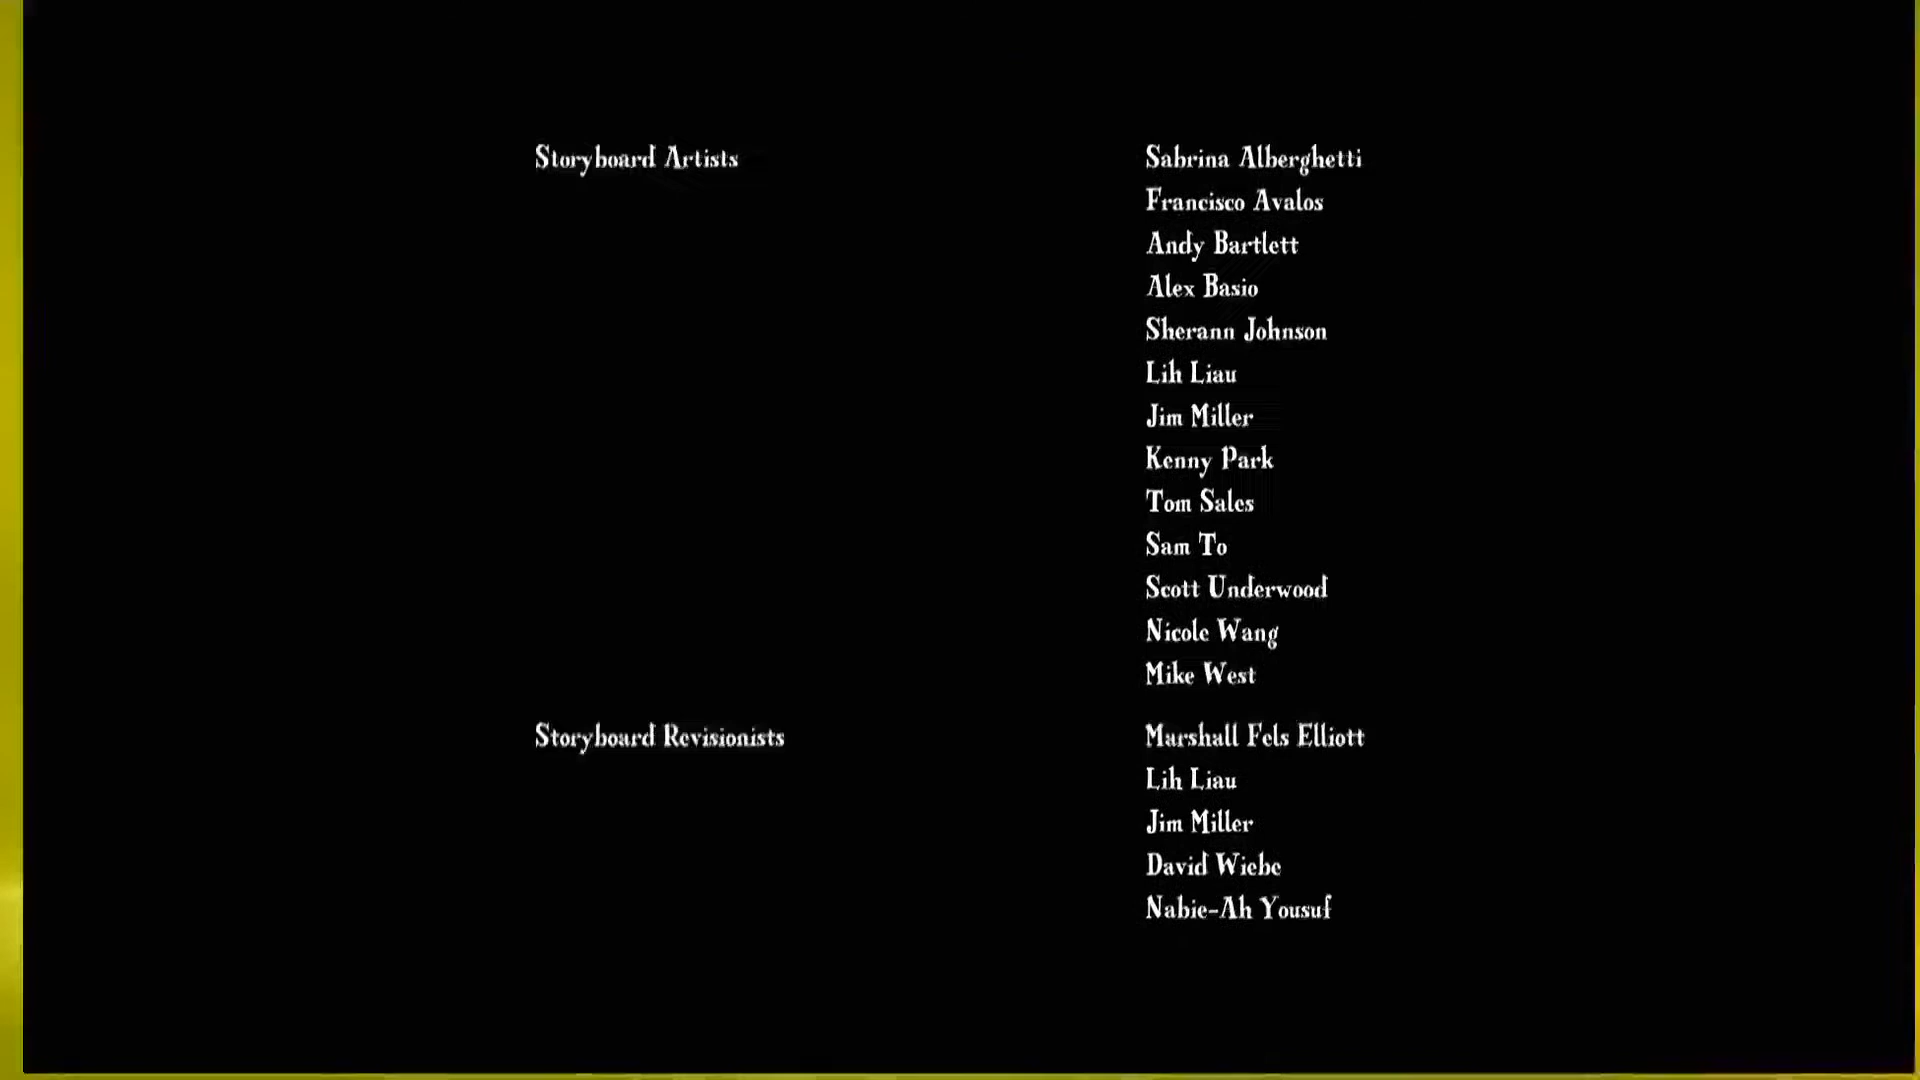 Storyboard Artists Sabrina Alberghetti
Francisco Avalos
Andy Bartlett
Alex Basio
Sherann Johnson
Lih Liau
Jim Miller
Kenny Park
Tom Sales
Sam To
Scott Underwood
Nicole Wang
Mike West
Storyboard Revisionists Marshall Fels Elliott
Lih Liau
Jim Miller
David Wiebe
Nabie-Ah Yousuf